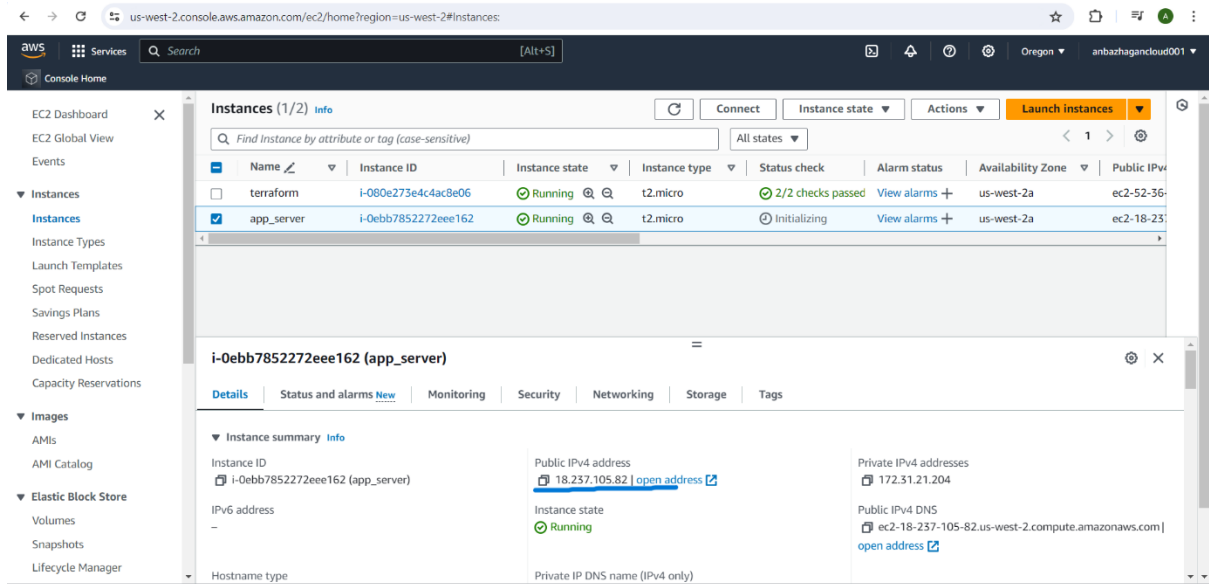 us-west-2.console.aws.amazon.com/ec2/home?region=us-west-2#Instances:
A
aws
Services
Search
[Alt+S]
Oregon
anbazhagancloud001
Console Home
EC2 Dashboard
EC2 Global View
Events
Instances
Instances
Instance Types
Launch Templates
Spot Requests
Savings Plans
Reserved Instances
Dedicated Hosts
Capacity Reservations
Images
AMIs
AMI Catalog
Elastic Block Store
Volumes
Snapshots
Lifecycle Manager
Instances (1/2) Info
Connect
Instance state
Actions
Launch instances
Find Instance by attribute or tag (case-sensitive)
All states
1
Name Instance ID Instance state Instance type Status check Alarm status Availability Zone Public IPv4
terraform i-080e273e4c4ac8e06 Running t2.micro 2/2 checks passed View alarms + us-west-2a ec2-52-36-
app_server i-0ebb7852272eee162 Running t2.micro Initializing View alarms + us-west-2a ec2-18-237
i-0ebb7852272eee162 (app_server)
Details Status and alarms New Monitoring Security Networking Storage Tags
Instance summary Info
Instance ID
i-0ebb7852272eee162 (app_server)
Public IPv4 address
18.237.105.82 | open address
Private IPv4 addresses
172.31.21.204
IPv6 address
–
Instance state
Running
Public IPv4 DNS
ec2-18-237-105-82.us-west-2.compute.amazonaws.com |
open address
Hostname type
Private IP DNS name (IPv4 only)